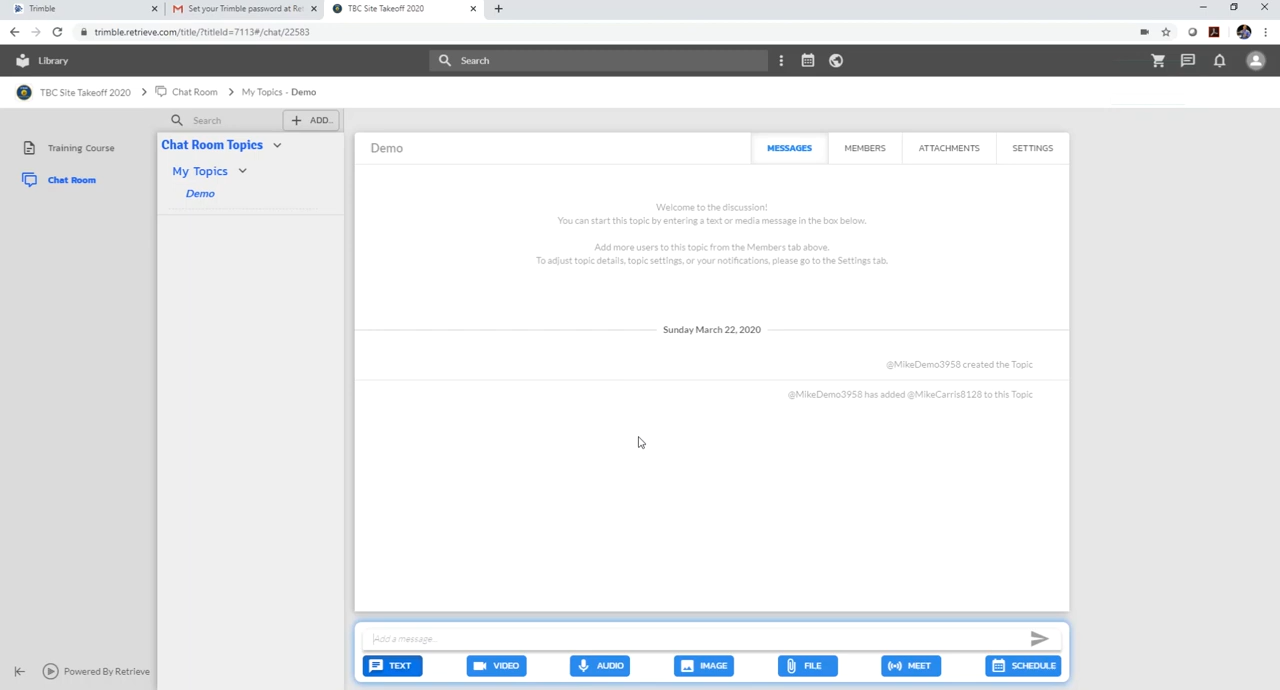 Trimble
Set your Trimble password at Ret
TBC Site Takeoff 2020
trimble.retrieve.com/title/?titleId=7113#/chat/22583
Library
Search
TBC Site Takeoff 2020
Chat Room
My Topics - Demo
Search
ADD..
Training Course
Chat Room Topics
Chat Room
My Topics
Demo
Demo
MESSAGES
MEMBERS
ATTACHMENTS
SETTINGS
Welcome to the discussion!
You can start this topic by entering a text or media message in the box below.
Add more users to this topic from the Members tab above.
To adjust topic details, topic settings, or your notifications, please go to the Settings tab.
Sunday March 22, 2020
@MikeDemo3958 created the Topic
@MikeDemo3958 has added @MikeCarris8128 to this Topic
Add a message...
TEXT
VIDEO
AUDIO
IMAGE
FILE
MEET
SCHEDULE
Powered By Retrieve